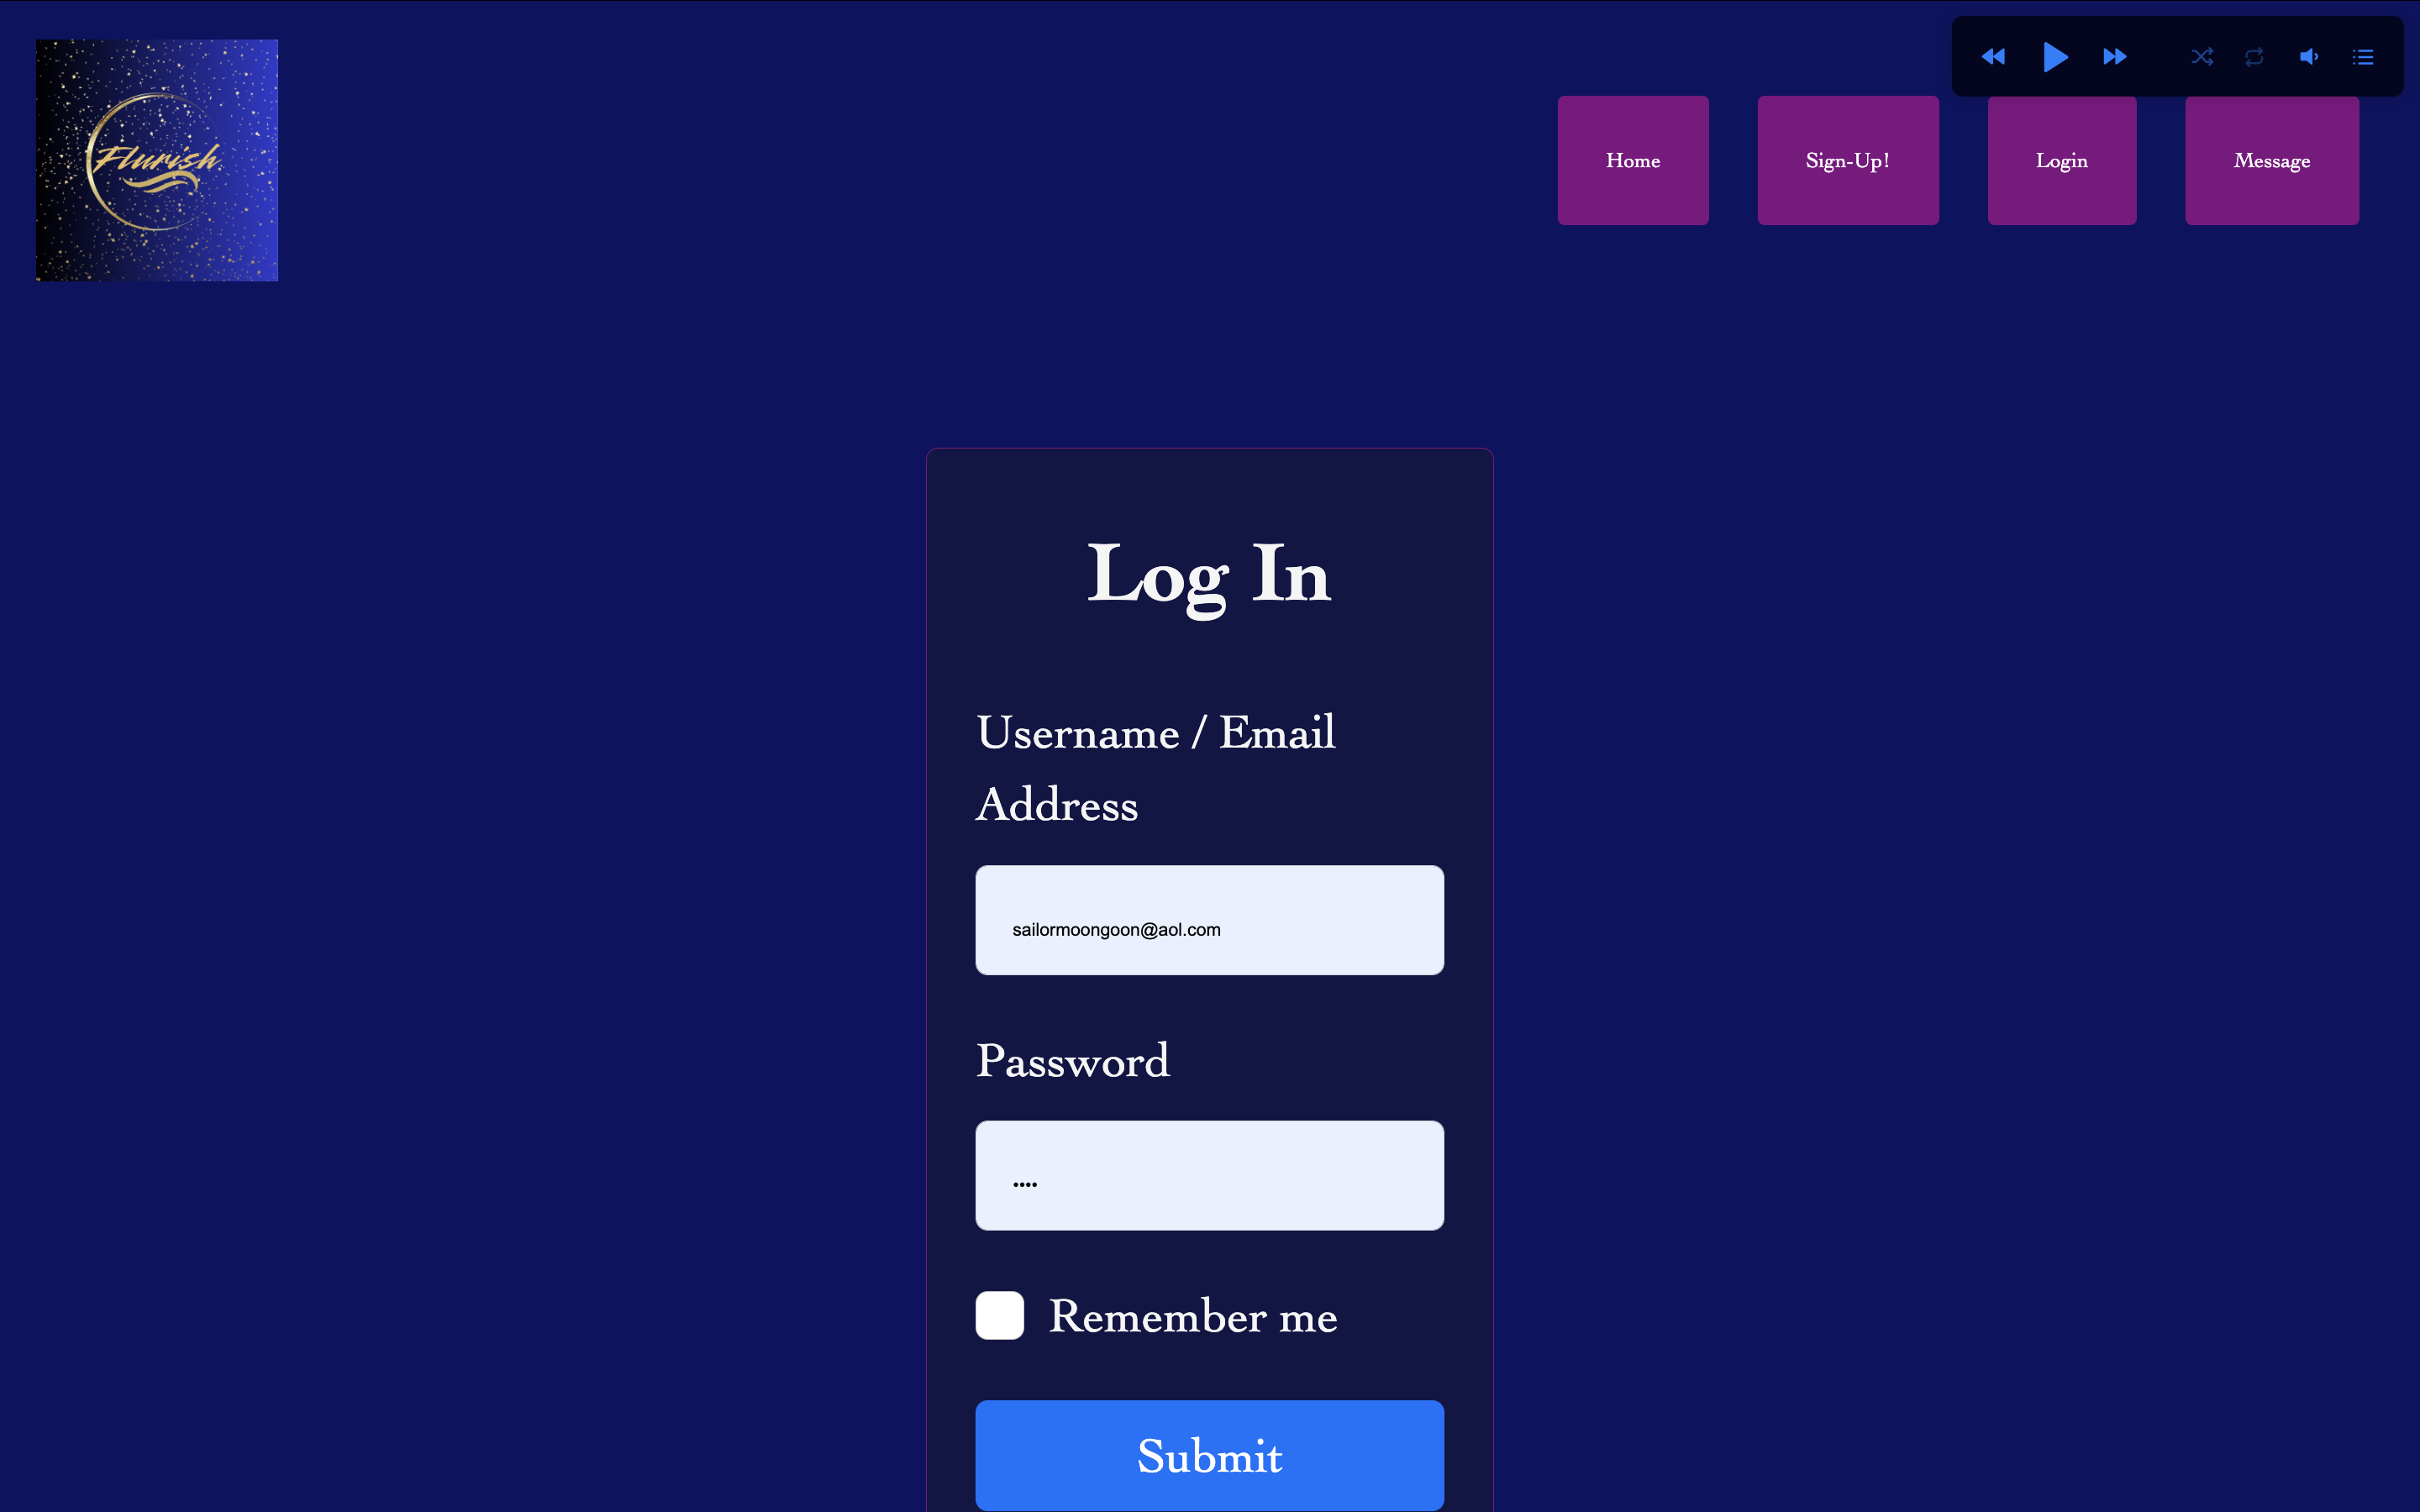 Flurish
Home
Sign-Up!
Login
Message
Log In
Username / Email
Address
sailormoongoon@aol.com
Password
••••
Remember me
Submit